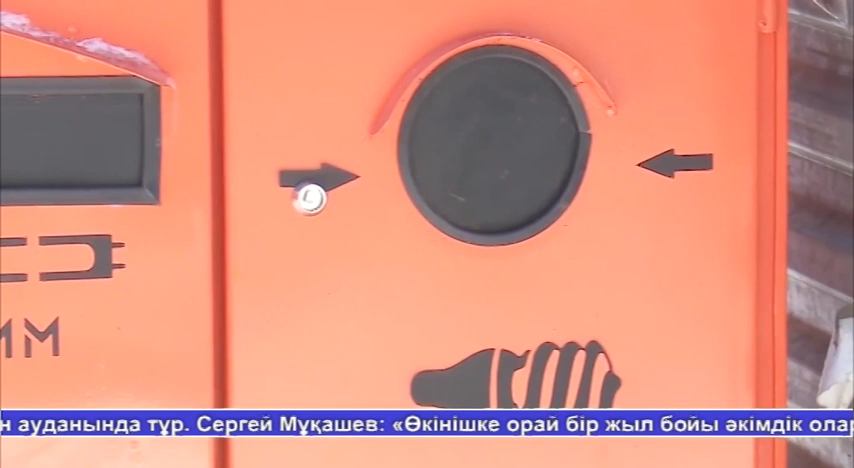 мм
н ауданында тұр. Сергей Мұқашев: «Өкінішке орай бір жыл бойы әкімдік олар